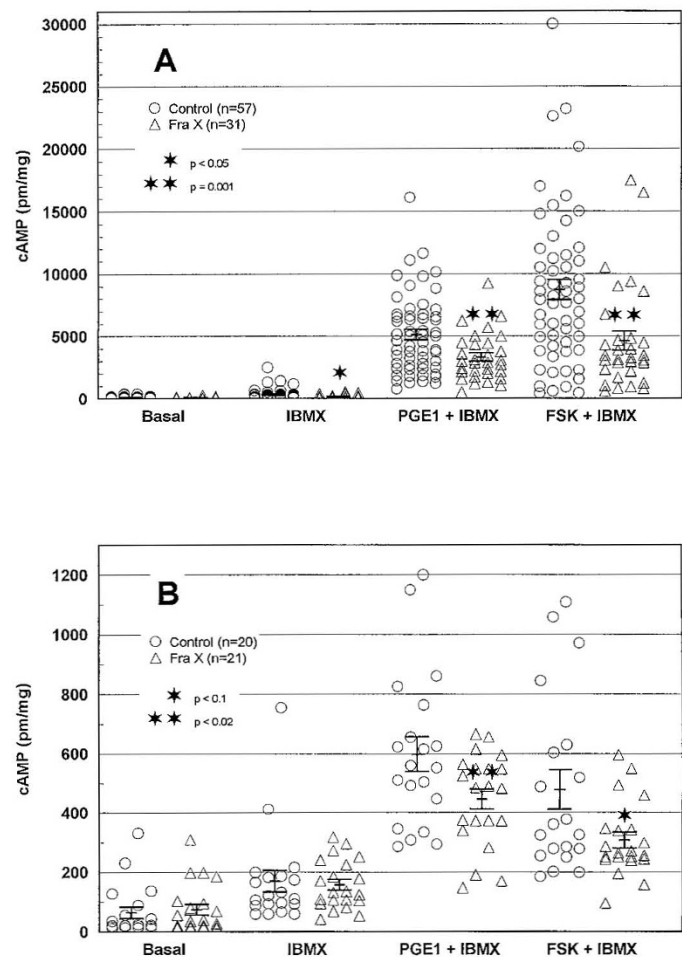 30000
A
25000
Control (n=57)
Fra X (n=31)
20000
p < 0.05
p = 0.001
15000
10000
5000
0
cAMP (pm/mg)
Basal IBMX PGE1 + IBMX FSK + IBMX
1200
B
1000
Control (n=20)
Fra X (n=21)
800
p < 0.1
p < 0.02
600
400
200
0
cAMP (pm/mg)
Basal IBMX PGE1 + IBMX FSK + IBMX